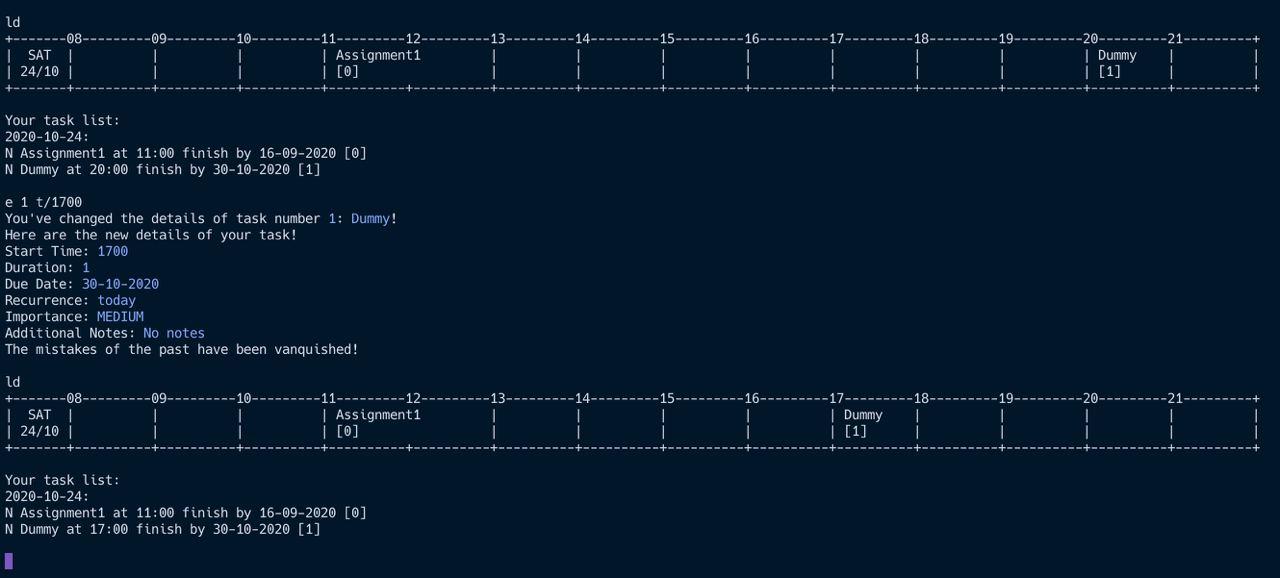 ld
+-------08---------09---------10---------11---------12---------13---------14---------15---------16---------17---------18---------19---------20---------21---------+
|  SAT  |          |          |          | Assignment1         |          |          |          |          |          |          |          | Dummy    |          |
| 24/10 |          |          |          | [0]                 |          |          |          |          |          |          |          | [1]      |          |
+-------+----------+----------+----------+----------+----------+----------+----------+----------+----------+----------+----------+----------+----------+----------+
Your task list:
2020-10-24:
N Assignment1 at 11:00 finish by 16-09-2020 [0]
N Dummy at 20:00 finish by 30-10-2020 [1]
e 1 t/1700
You've changed the details of task number 1: Dummy!
Here are the new details of your task!
Start Time: 1700
Duration: 1
Due Date: 30-10-2020
Recurrence: today
Importance: MEDIUM
Additional Notes: No notes
The mistakes of the past have been vanquished!
ld
+-------08---------09---------10---------11---------12---------13---------14---------15---------16---------17---------18---------19---------20---------21---------+
|  SAT  |          |          |          | Assignment1         |          |          |          |          | Dummy    |          |          |          |          |
| 24/10 |          |          |          | [0]                 |          |          |          |          | [1]      |          |          |          |          |
+-------+----------+----------+----------+----------+----------+----------+----------+----------+----------+----------+----------+----------+----------+----------+
Your task list:
2020-10-24:
N Assignment1 at 11:00 finish by 16-09-2020 [0]
N Dummy at 17:00 finish by 30-10-2020 [1]